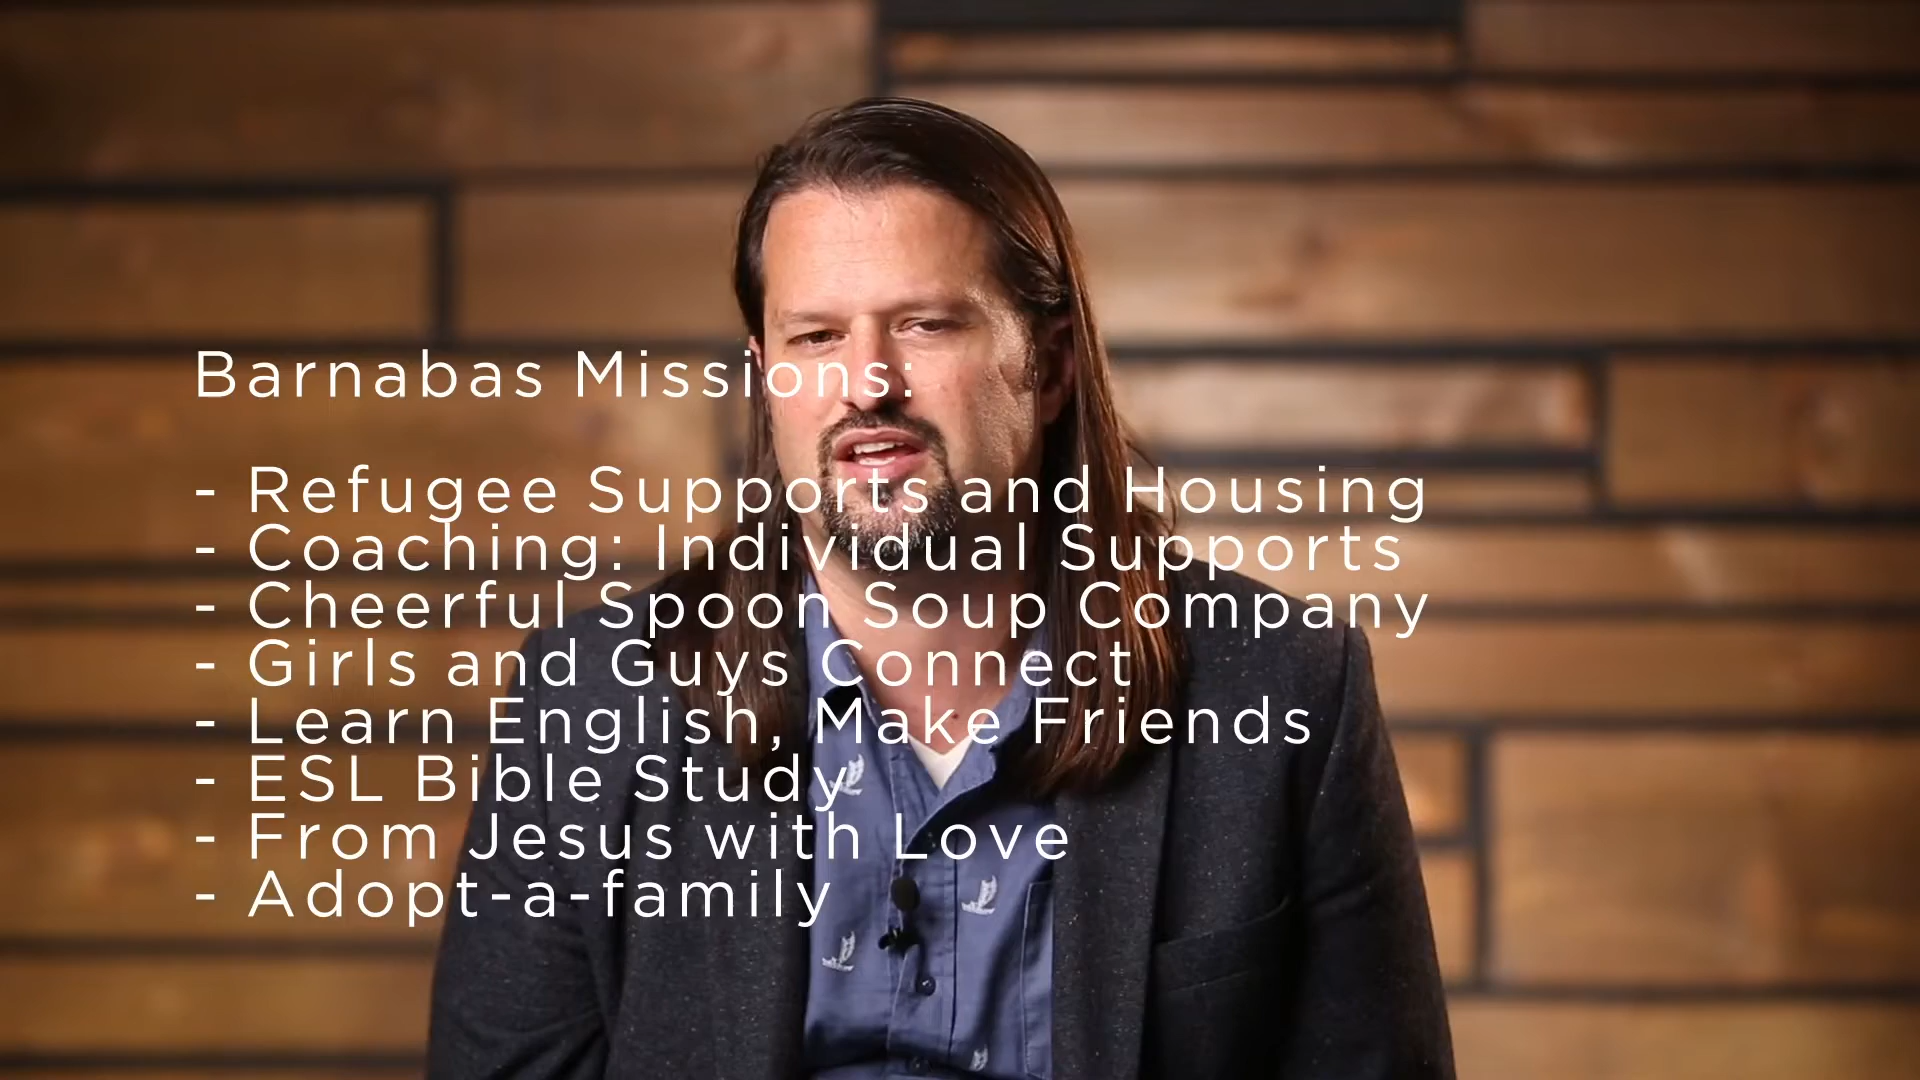 Barnabas Missions:
- Refugee Supports and Housing
- Coaching: Individual Supports
- Cheerful Spoon Soup Company
- Girls and Guys Connect
- Learn English, Make Friends
- ESL Bible Study
- From Jesus with Love
- Adopt-a-family